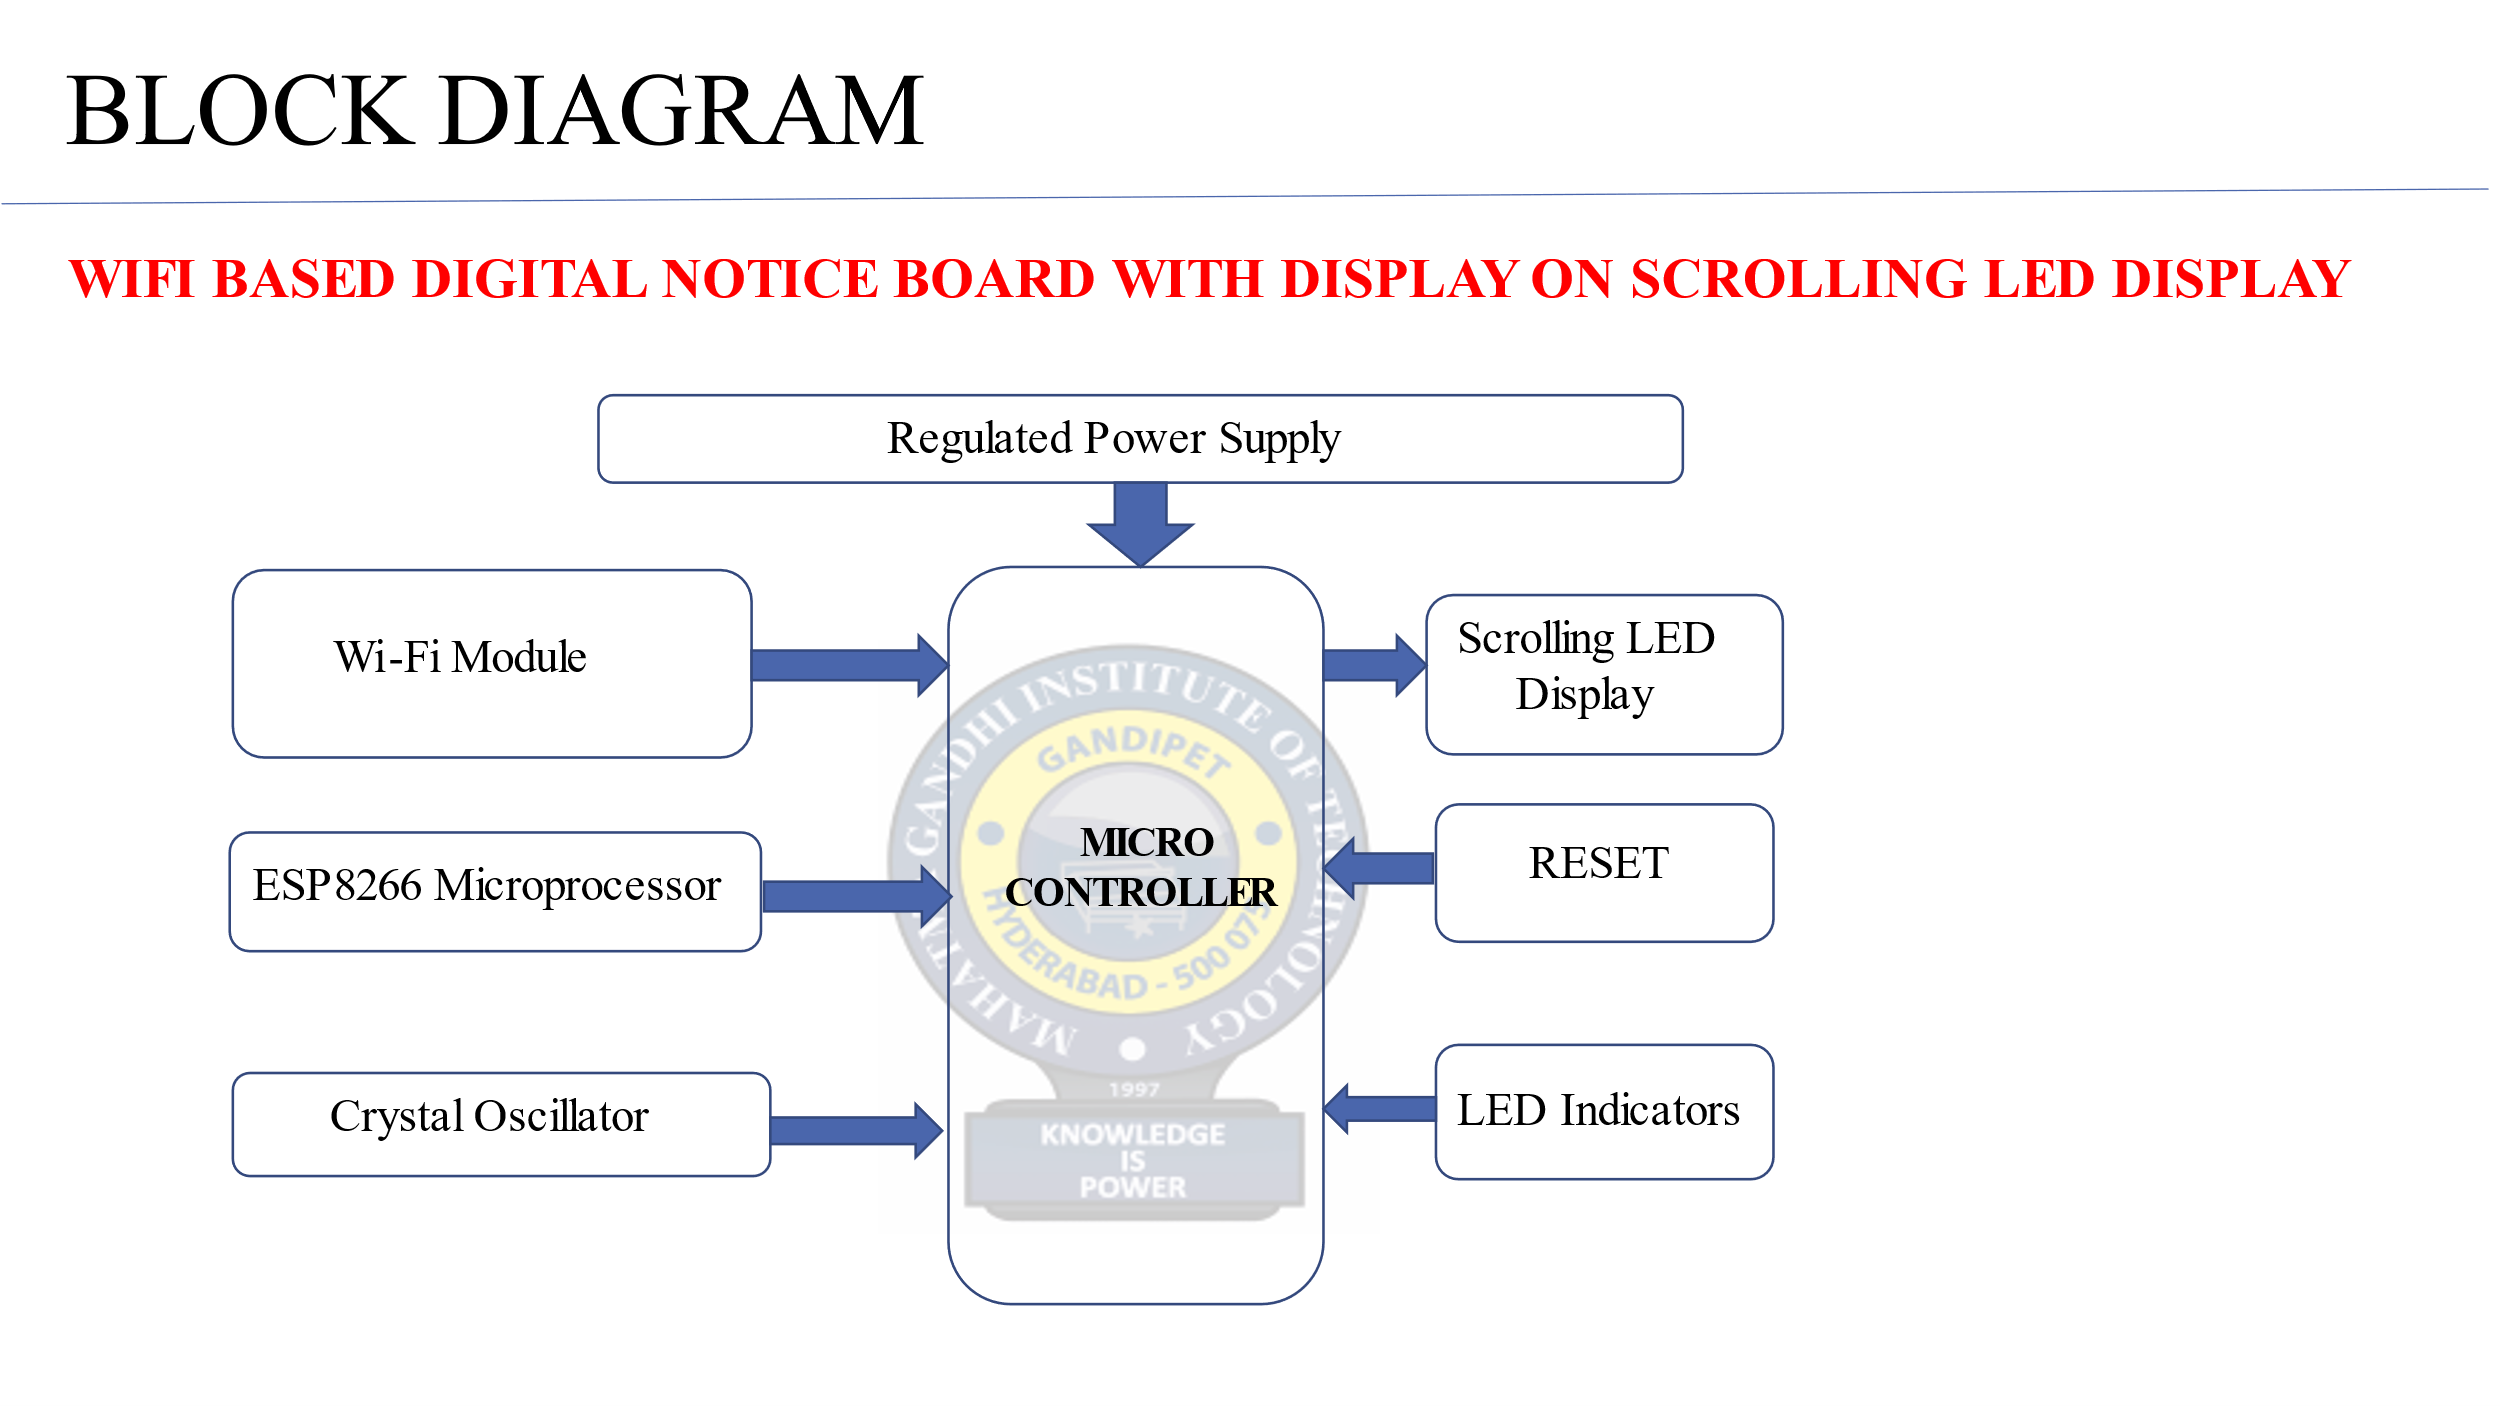 BLOCK DIAGRAM
WIFI BASED DIGITAL NOTICE BOARD WITH DISPLAY ON SCROLLING LED DISPLAY
Regulated Power Supply
Wi-Fi Module
Scrolling LED
Display
ESP8266 Microprocessor
MICRO
CONTROLLER
RESET
Crystal Oscillator
LED Indicators
MAHATMA GANDHI INSTITUTE OF TECHNOLOGY
GANDIPET
HYDERABAD - 500 075
1997
KNOWLEDGE
IS
POWER